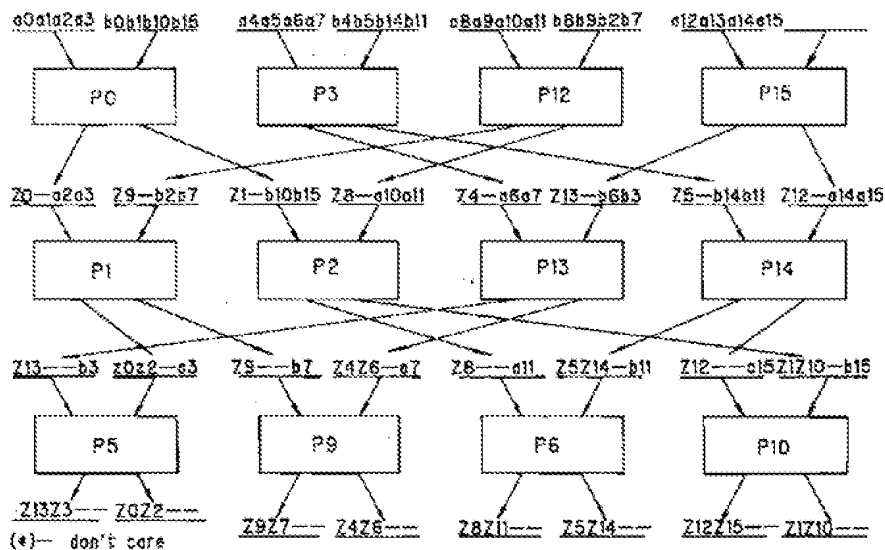 a0a1a2a3 b0b1b10b15 a4a5a6a7 b4b5b14b11 a8a9a10a11 b8b9b2b7 a12a13a14a15
P0 P3 P12 P15
Z0--a2a3 Z9--b2b7 Z1--b10b15 Z8--a10a11 Z4--a6a7 Z13--b6b3 Z5--b14b11 Z12--a14a15
P1 P2 P13 P14
Z13---b3 Z0Z2--a3 Z9---b7 Z4Z6--a7 Z8---a11 Z5Z14--b11 Z12---a15 Z1Z10--b15
P5 P9 P6 P10
Z13Z3--- Z0Z2--- Z9Z7--- Z4Z6--- Z8Z11--- Z5Z14--- Z12Z15--- Z1Z10---
(*)-- don't care